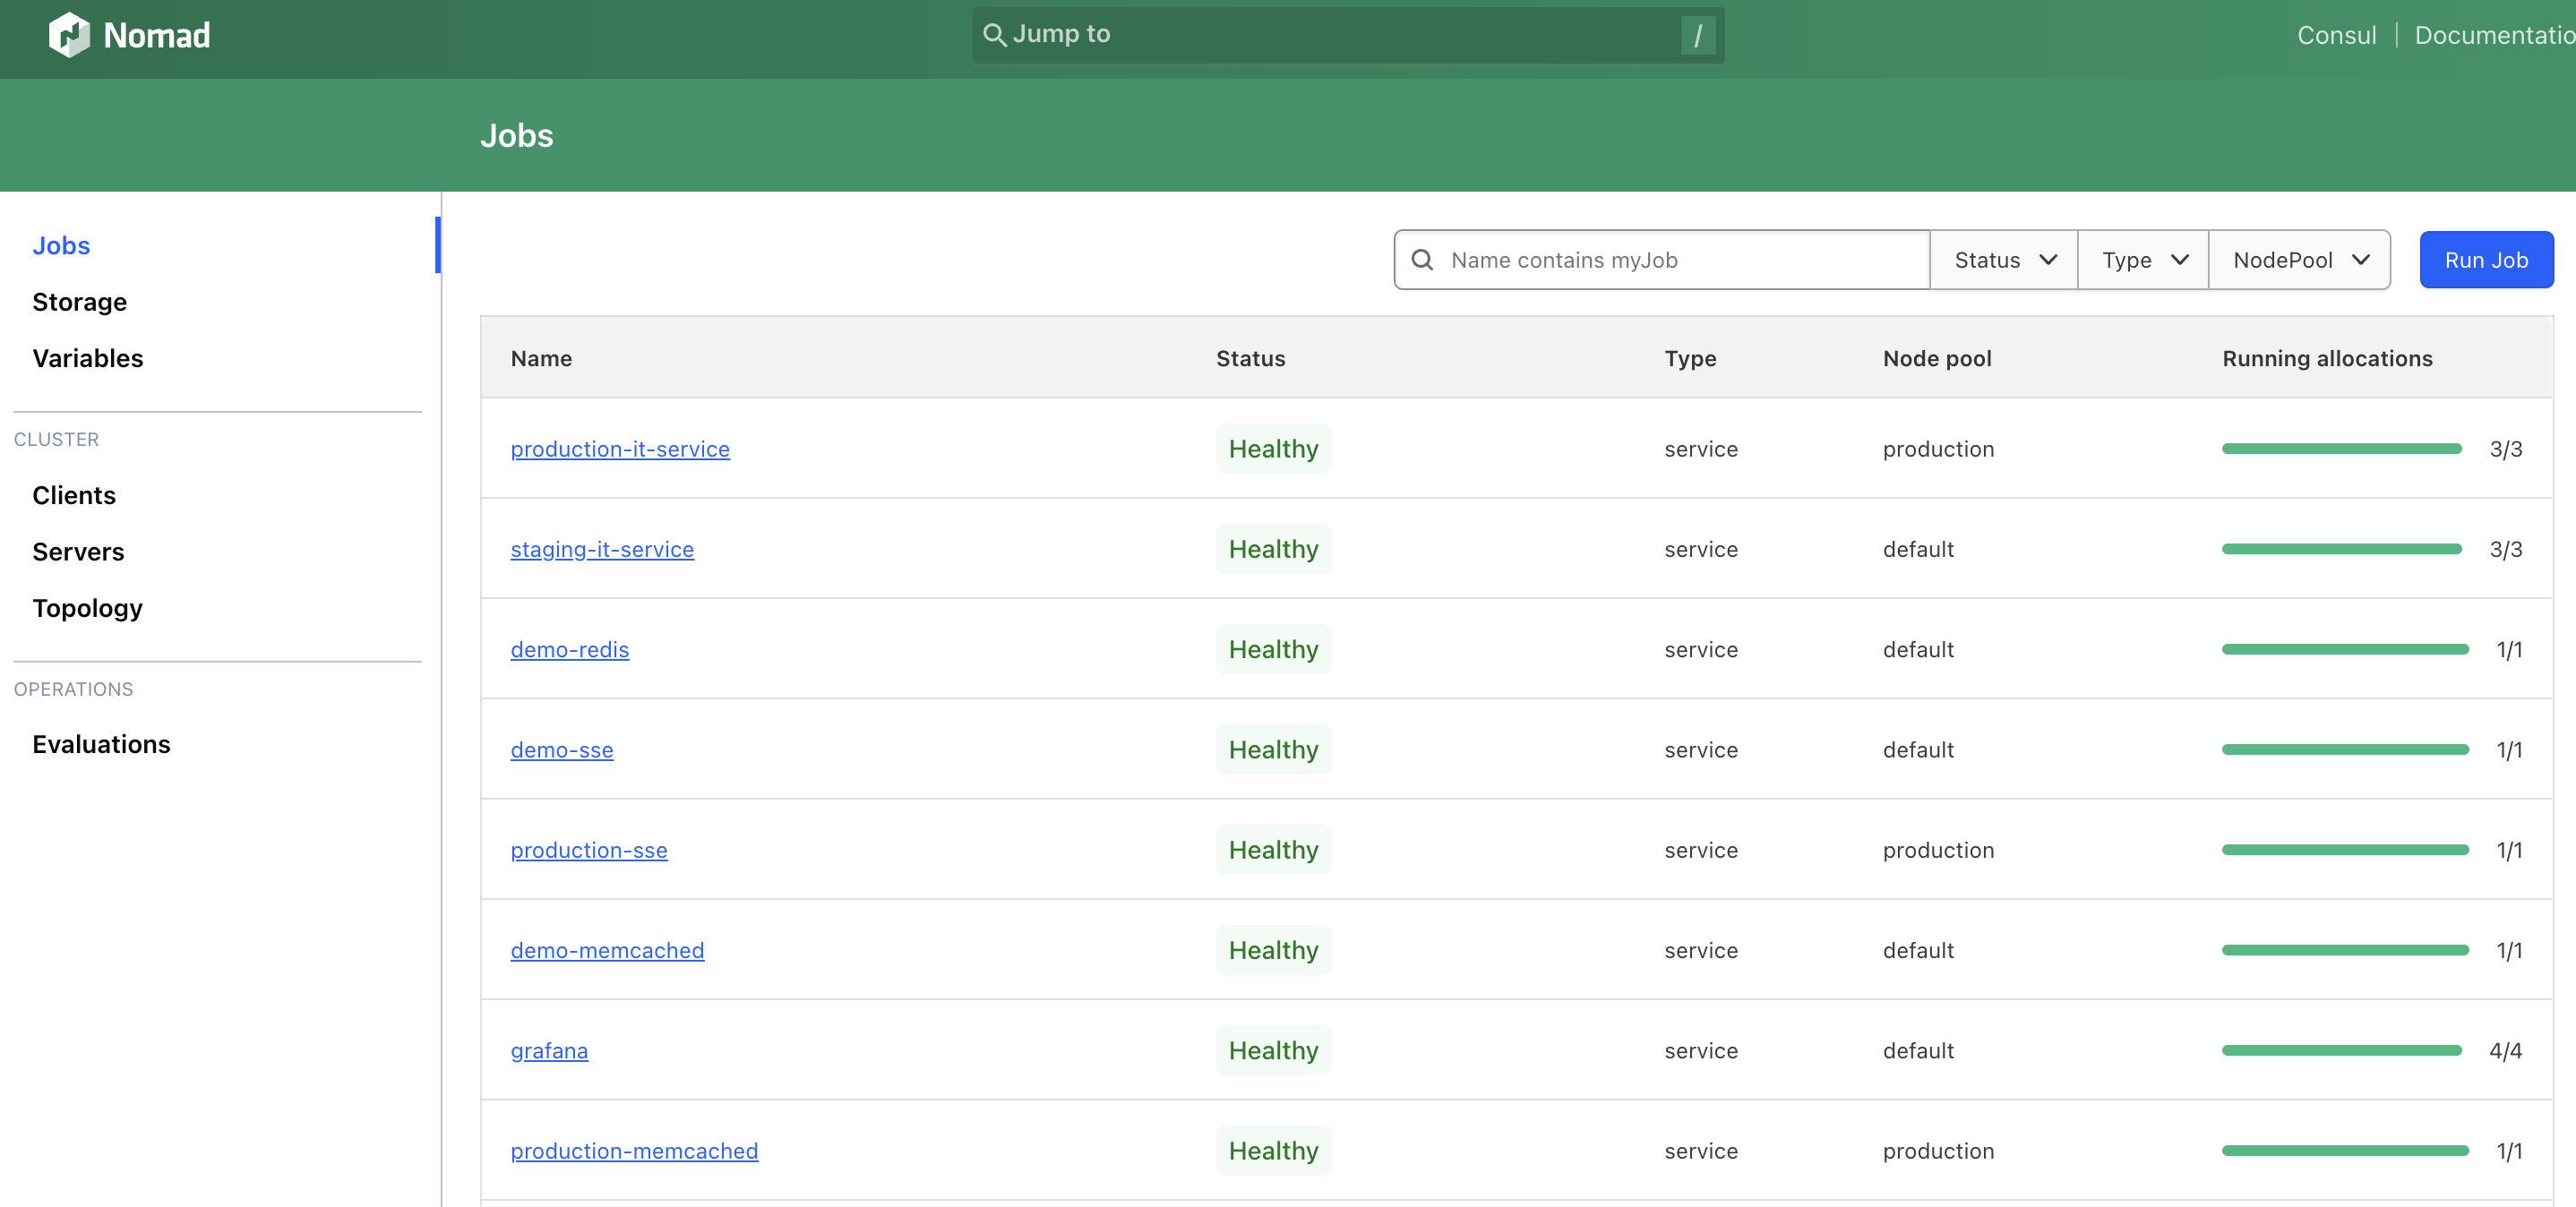 Nomad
Jump to /
Consul | Documentatio
Jobs
Jobs
Storage
Variables
CLUSTER
Clients
Servers
Topology
OPERATIONS
Evaluations
Name contains myJob Status Type NodePool Run Job
Name Status Type Node pool Running allocations
production-it-service Healthy service production 3/3
staging-it-service Healthy service default 3/3
demo-redis Healthy service default 1/1
demo-sse Healthy service default 1/1
production-sse Healthy service production 1/1
demo-memcached Healthy service default 1/1
grafana Healthy service default 4/4
production-memcached Healthy service production 1/1